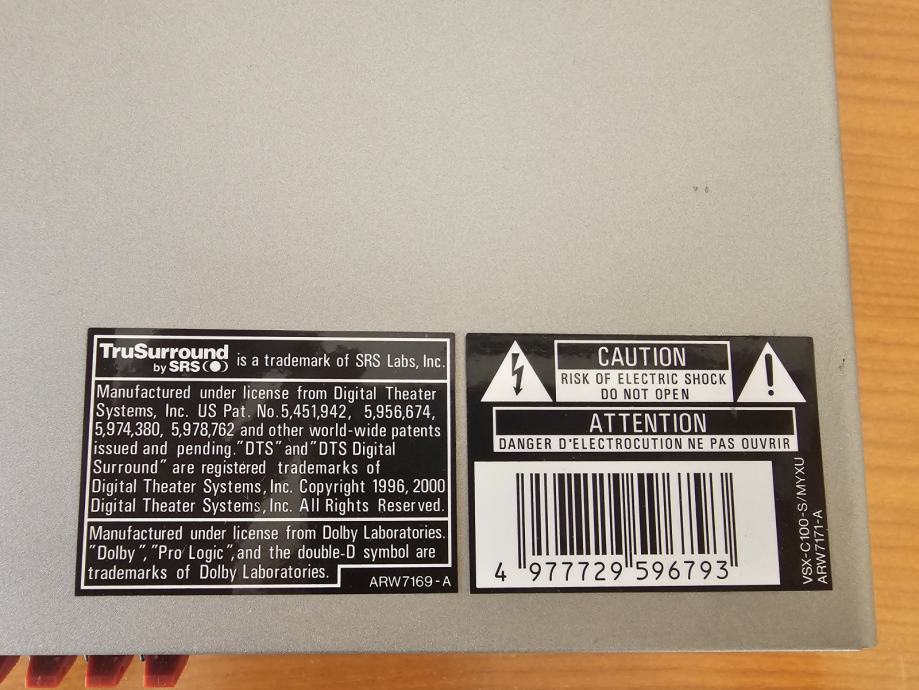 TruSurround
by SRS(●) is a trademark of SRS Labs, Inc.
Manufactured under license from Digital Theater
Systems, Inc. US Pat. No. 5,451,942, 5,956,674,
5,974,380, 5,978,762 and other world-wide patents
issued and pending. "DTS" and "DTS Digital
Surround" are registered trademarks of
Digital Theater Systems, Inc. Copyright 1996, 2000
Digital Theater Systems, Inc. All Rights Reserved.
Manufactured under license from Dolby Laboratories.
"Dolby", "Pro Logic", and the double-D symbol are
trademarks of Dolby Laboratories.
ARW7169-A
CAUTION
RISK OF ELECTRIC SHOCK
DO NOT OPEN
ATTENTION
DANGER D'ELECTROCUTION NE PAS OUVRIR
4 977729 596793
VSX-C100-S/MYXU
ARW7171-A